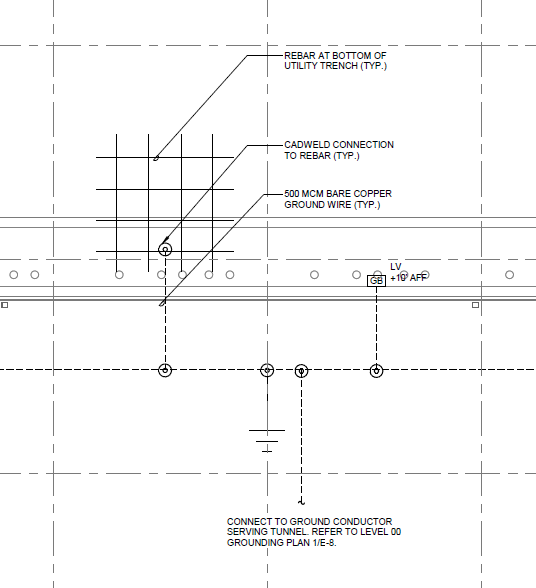 REBAR AT BOTTOM OF
UTILITY TRENCH (TYP.)
CADWELD CONNECTION
TO REBAR (TYP.)
500 MCM BARE COPPER
GROUND WIRE (TYP.)
LV
GB
+10' AFF
CONNECT TO GROUND CONDUCTOR
SERVING TUNNEL. REFER TO LEVEL 00
GROUNDING PLAN 1/E-8.